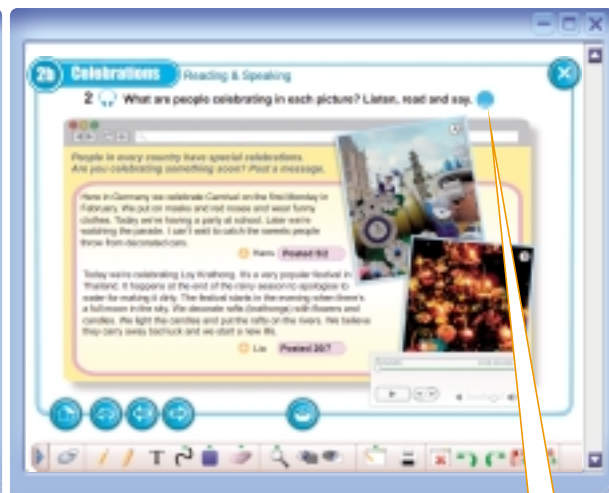 2b Celebrations Reading & Speaking
2 What are people celebrating in each picture? Listen, read and say.
People in every country have special celebrations.
Are you celebrating something soon? Post a message.
Here in Germany we celebrate Carnival on the first Monday in
February. We put on masks and red noses and wear funny
clothes. Today we're having a party at school. Later we're
watching the parade. I can't wait to catch the sweets people
throw from decorated cars.
Hans Posted
Today we're celebrating Loy Krathong. It's a very popular festival in
Thailand. It happens at the end of the rainy season to apologise to
water for making it dirty. The festival starts in the evening when there's
a full moon in the sky. We decorate rafts (krathongs) with flowers and
candles. We light the candles and put the rafts on the rivers. We believe
they carry away bad luck and we start a new life.
Posted
T